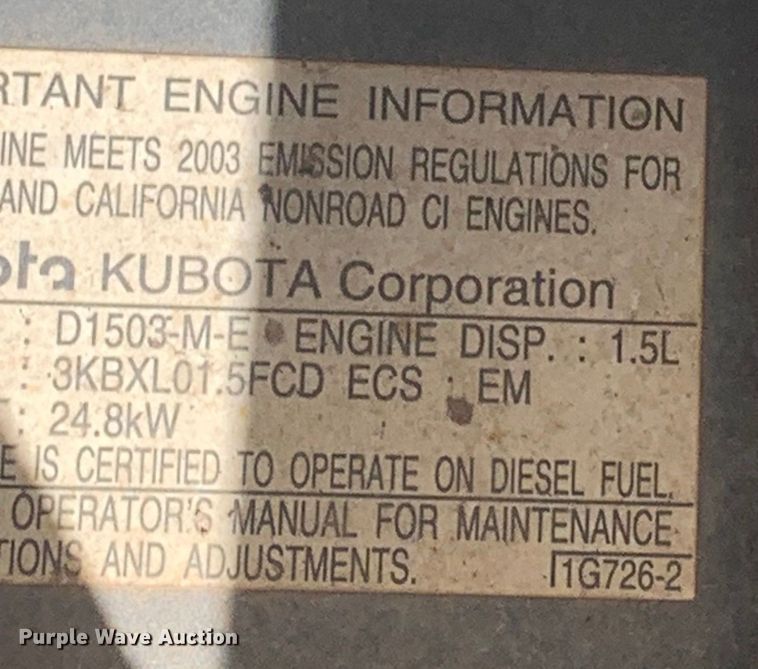 RTANT ENGINE INFORMATION
INE MEETS 2003 EMISSION REGULATIONS FOR
AND CALIFORNIA NONROAD CI ENGINES.
ota KUBOTA Corporation
: D1503-M-E ENGINE DISP. : 1.5L
: 3KBXL01.5FCD ECS : EM
: 24.8kW
E IS CERTIFIED TO OPERATE ON DIESEL FUEL.
OPERATOR'S MANUAL FOR MAINTENANCE
TIONS AND ADJUSTMENTS. 1G726-2
Purple Wave Auction